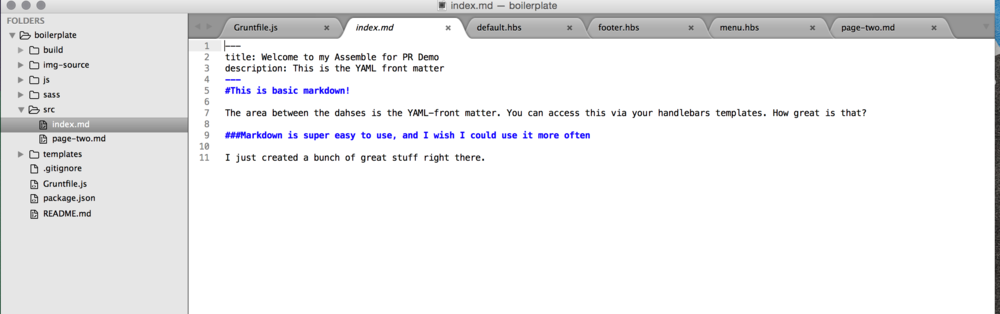 index.md — boilerplate
FOLDERS
boilerplate
build
img-source
js
sass
src
index.md
page-two.md
templates
.gitignore
Gruntfile.js
package.json
README.md
Gruntfile.js
index.md
default.hbs
footer.hbs
menu.hbs
page-two.md
1 ---
2 title: Welcome to my Assemble for PR Demo
3 description: This is the YAML front matter
4 ---
5 #This is basic markdown!
6
7 The area between the dahses is the YAML-front matter. You can access this via your handlebars templates. How great is that?
8
9 ###Markdown is super easy to use, and I wish I could use it more often
10
11 I just created a bunch of great stuff right there.